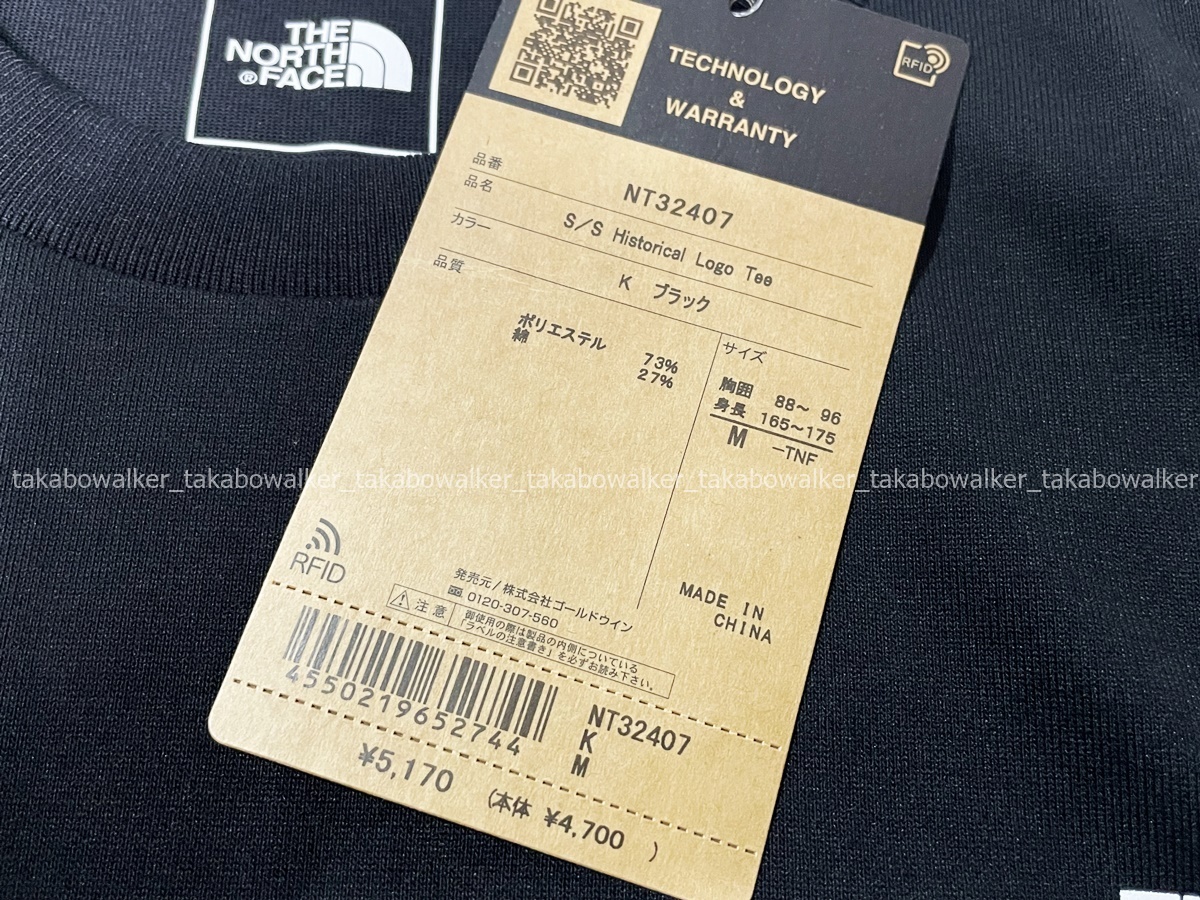 THE
NORTH
FACE®
TECHNOLOGY
&
WARRANTY
RFID
品番 NT32407
品名 S/S Historical Logo Tee
カラー K ブラック
品質
ポリエステル 73%
綿 27%
サイズ
胸囲 88~ 96
身長 165~175
M -TNF
takabowalker_takabowalker_takabowalker_takabowalker_takabowalker_takabowalker_takabowalker
RFID
MADE IN
CHINA
発売元/株式会社ゴールドウイン
0120-307-560
注意
御使用の際は製品の内側についている
「ラベルの注意書き」を必ずお読み下さい。
4550219652744
NT32407
K
M
¥5,170 (本体 ¥4,700 )